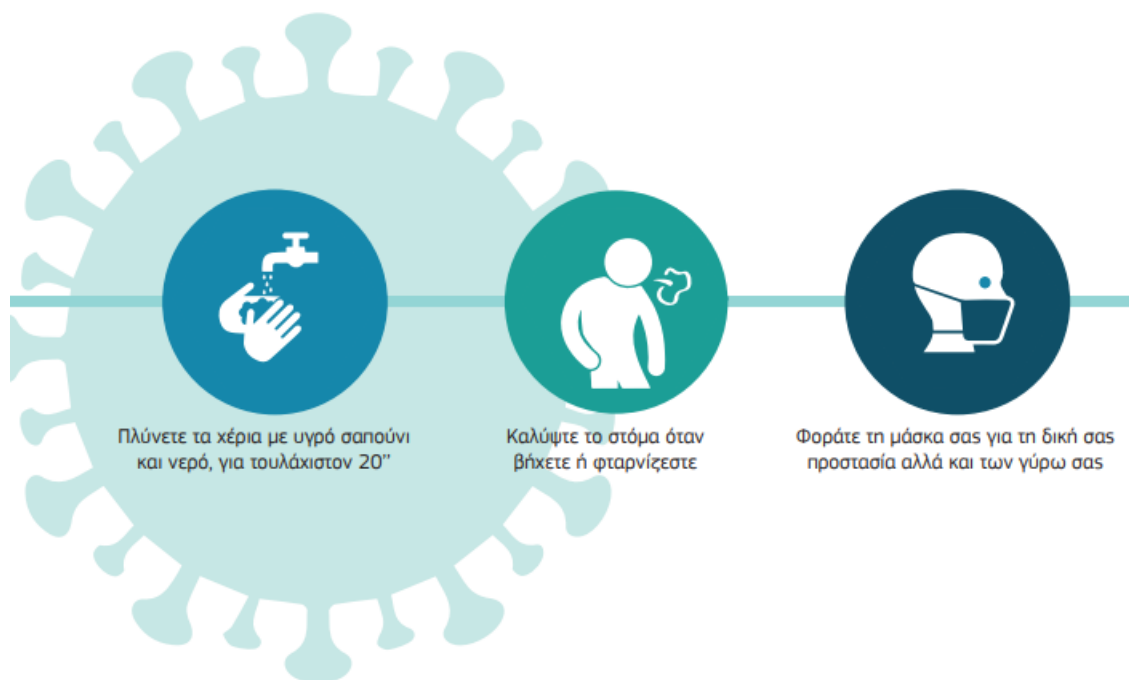 Πλύνετε τα χέρια με υγρό σαπούνι
και νερό, για τουλάχιστον 20’’
Καλύψτε το στόμα όταν
βήχετε ή φταρνίζεστε
Φοράτε τη μάσκα σας για τη δική σας
προστασία αλλά και των γύρω σας